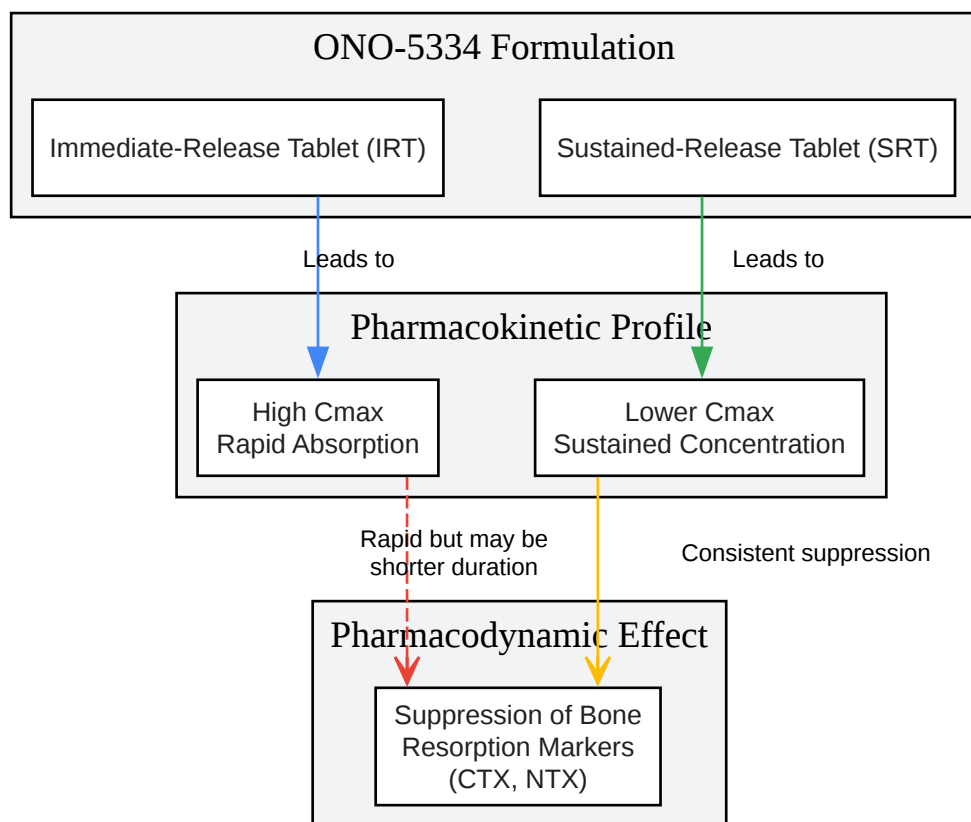 ONO-5334 Formulation
Immediate-Release Tablet (IRT)
Sustained-Release Tablet (SRT)
Leads to
Leads to
Pharmacokinetic Profile
High Cmax
Rapid Absorption
Lower Cmax
Sustained Concentration
Rapid but may be
shorter duration
Consistent suppression
Pharmacodynamic Effect
Suppression of Bone
Resorption Markers
(CTX, NTX)